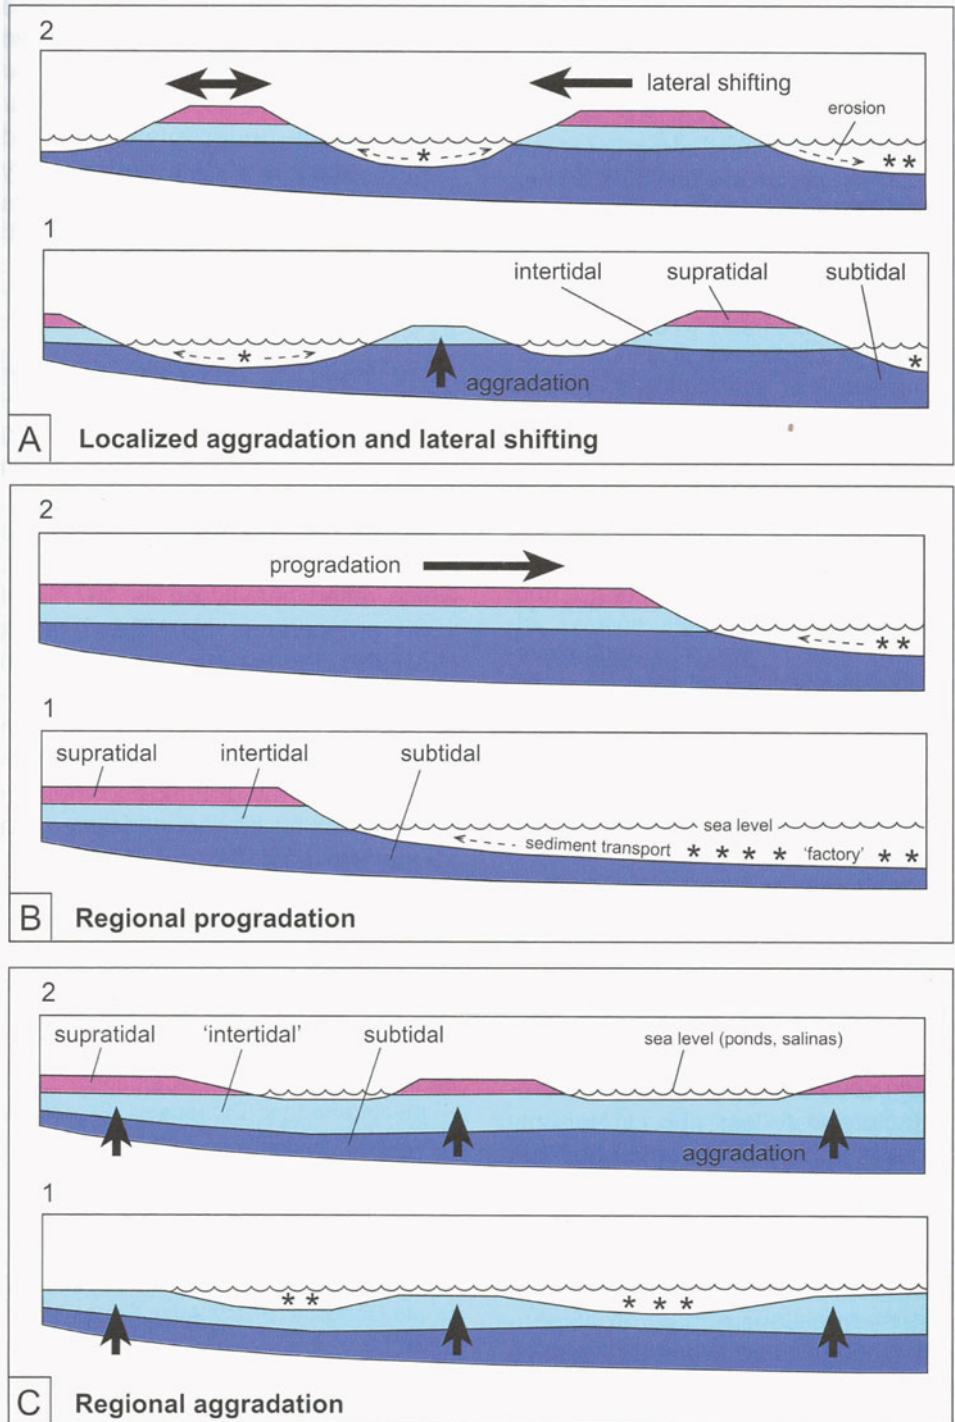 2
lateral shifting
erosion
*
* *
1
intertidal supratidal subtidal
*
*
aggradation
A Localized aggradation and lateral shifting
2
progradation
* *
1
supratidal intertidal subtidal
sea level
sediment transport * * * * 'factory' * *
B Regional progradation
2
supratidal 'intertidal' subtidal sea level (ponds, salinas)
aggradation
1
* *
* * *
C Regional aggradation